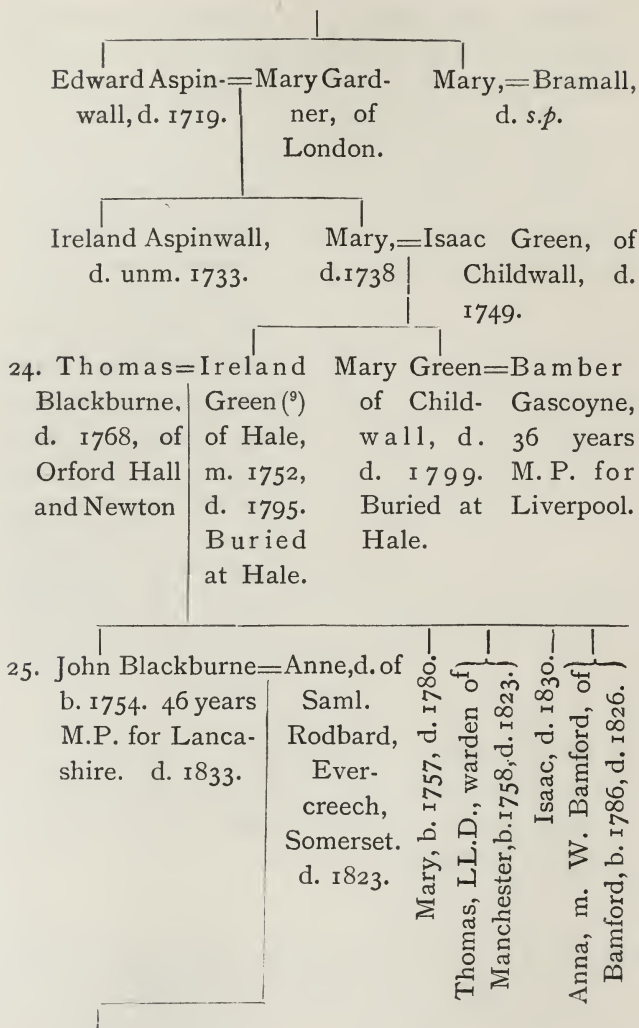 Edward Aspin-=Mary Gard-
wall, d. 1719.
ner, of
London.
Mary,=Bramall,
d. s.p.
Ireland Aspinwall,
d. unm. 1733.
Mary,=Isaac Green, of
d.1738
Childwall, d.
1749.
24. Thomas=Ireland
Blackburne,
d. 1768, of
Orford Hall
and Newton
Green (⁹)
of Hale,
m. 1752,
d. 1795.
Buried
at Hale.
Mary Green=Bamber
of Child-
wall, d.
d. 1799.
Buried at
Hale.
Gascoyne,
36 years
M. P. for
Liverpool.
25. John Blackburne=Anne, d. of
b. 1754. 46 years
M.P. for Lanca-
shire. d. 1833.
Saml.
Rodbard,
Ever-
creech,
Somerset.
d. 1823.
Mary, b. 1757, d. 1780.
Thomas, LL.D., warden of
Manchester, b. 1758, d. 1823.
Isaac, d. 1830.
Anna, m. W. Bamford, of
Bamford, b. 1786, d. 1826.